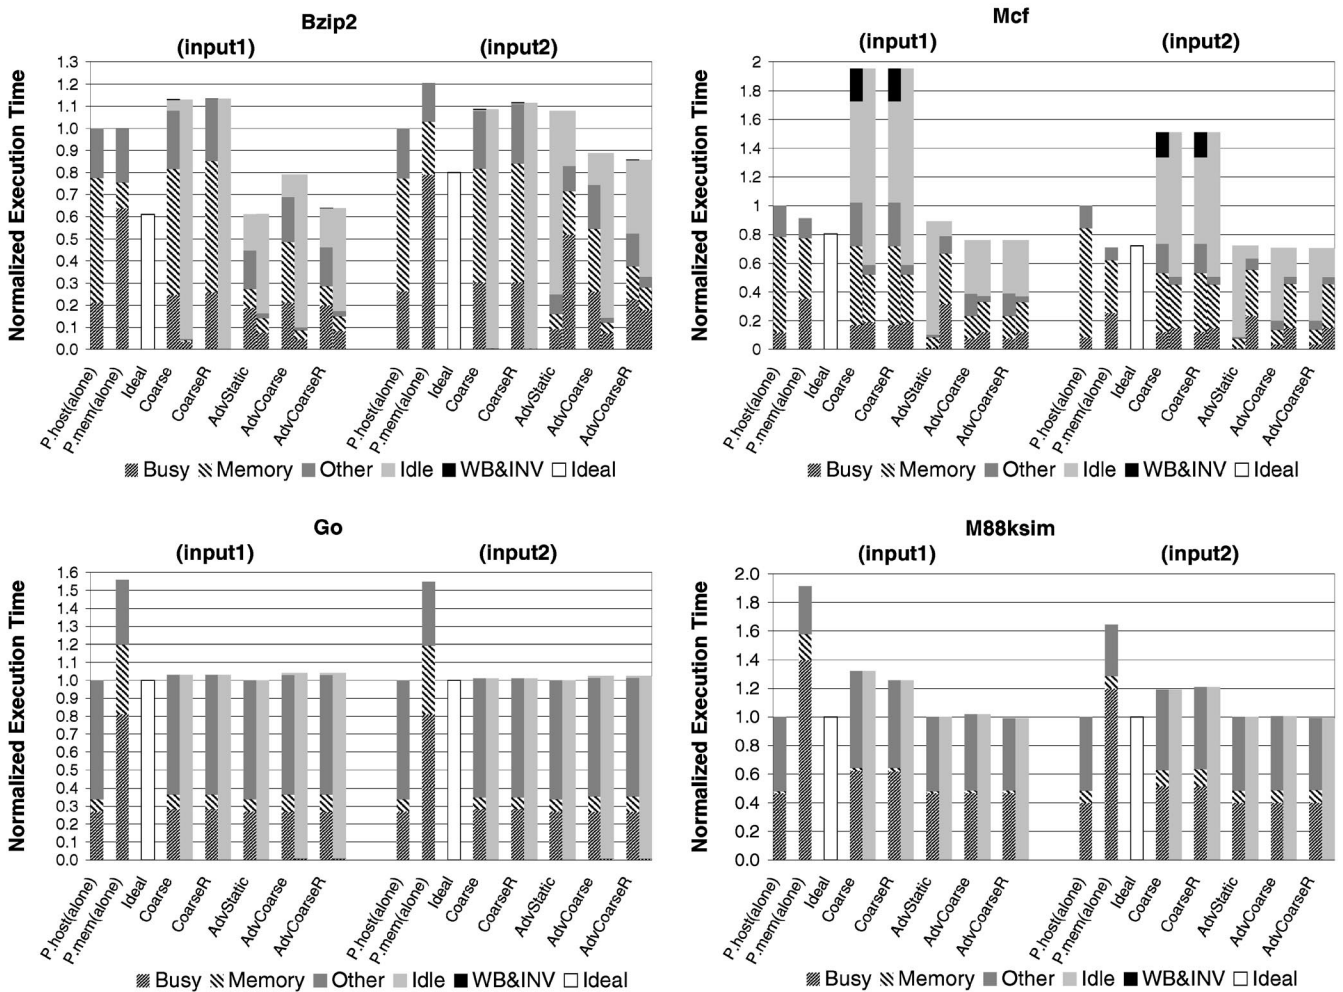 Bzip2
(input1) (input2)
Normalized Execution Time
1.3
1.2
1.1
1.0
0.9
0.8
0.7
0.6
0.5
0.4
0.3
0.2
0.1
0.0
P.host(alone)
P.mem(alone)
Ideal
Coarse
CoarseR
AdvStatic
AdvCoarse
AdvCoarseR
P.host(alone)
P.mem(alone)
Ideal
Coarse
CoarseR
AdvStatic
AdvCoarse
AdvCoarseR
Busy Memory Other Idle WB&INV Ideal
Mcf
(input1) (input2)
Normalized Execution Time
2
1.8
1.6
1.4
1.2
1
0.8
0.6
0.4
0.2
0
P.host(alone)
P.mem(alone)
Ideal
Coarse
CoarseR
AdvStatic
AdvCoarse
AdvCoarseR
P.host(alone)
P.mem(alone)
Ideal
Coarse
CoarseR
AdvStatic
AdvCoarse
AdvCoarseR
Busy Memory Other Idle WB&INV Ideal
Go
(input1) (input2)
Normalized Execution Time
1.6
1.5
1.4
1.3
1.2
1.1
1.0
0.9
0.8
0.7
0.6
0.5
0.4
0.3
0.2
0.1
0.0
P.host(alone)
P.mem(alone)
Ideal
Coarse
CoarseR
AdvStatic
AdvCoarse
AdvCoarseR
P.host(alone)
P.mem(alone)
Ideal
Coarse
CoarseR
AdvStatic
AdvCoarse
AdvCoarseR
Busy Memory Other Idle WB&INV Ideal
M88ksim
(input1) (input2)
Normalized Execution Time
2.0
1.8
1.6
1.4
1.2
1.0
0.8
0.6
0.4
0.2
0.0
P.host(alone)
P.mem(alone)
Ideal
Coarse
CoarseR
AdvStatic
AdvCoarse
AdvCoarseR
P.host(alone)
P.mem(alone)
Ideal
Coarse
CoarseR
AdvStatic
AdvCoarse
AdvCoarseR
Busy Memory Other Idle WB&INV Ideal